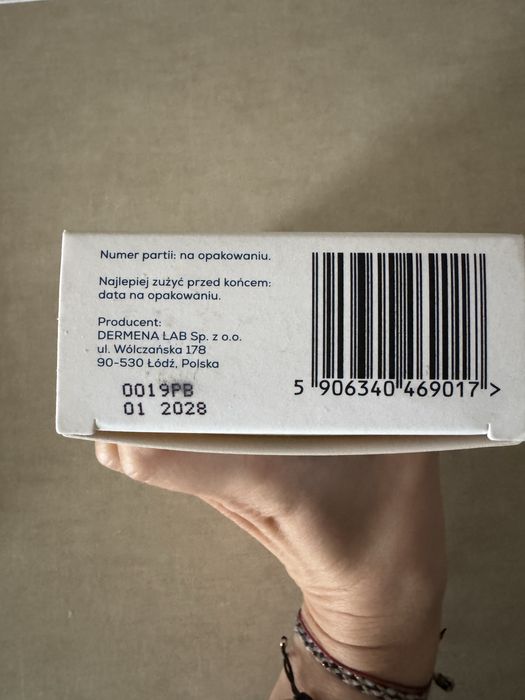 Numer partii: na opakowaniu.
Najlepiej zużyć przed końcem:
data na opakowaniu.
Producent:
DERMENA LAB Sp. z o.o.
ul. Wólczańska 178
90-530 Łódź, Polska
0019PB
01 2028
5 906340 469017 >